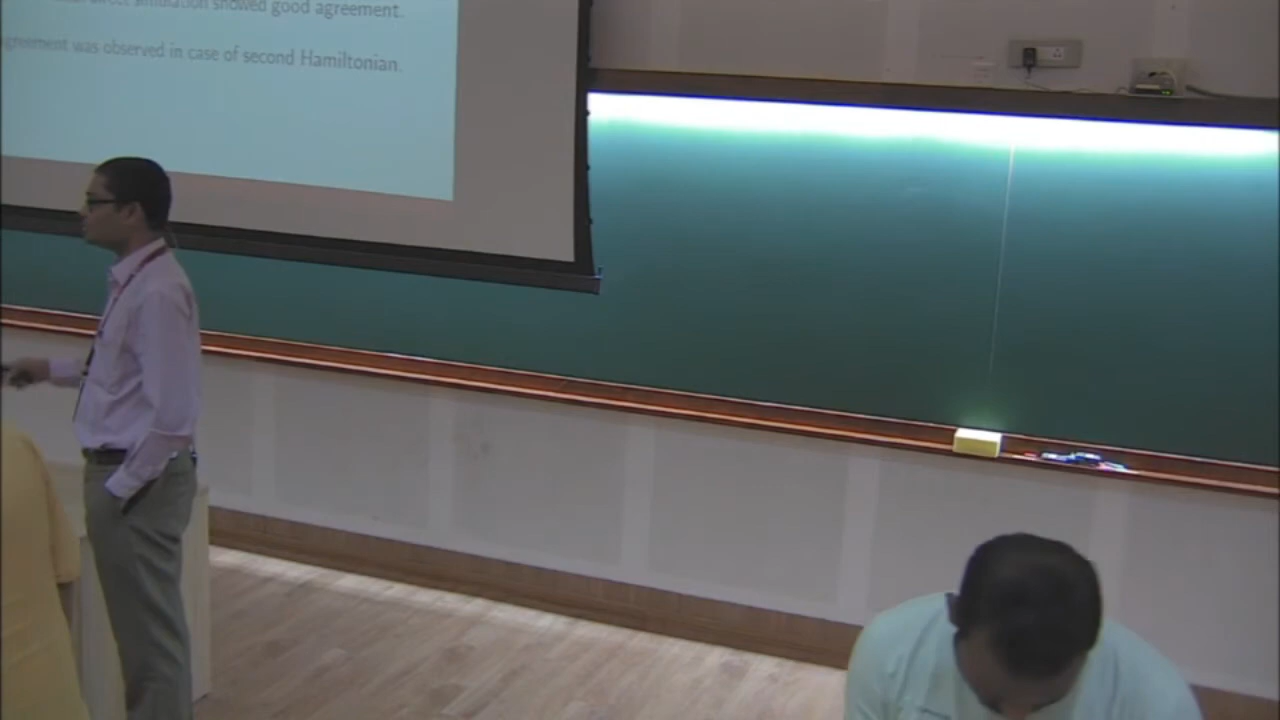 direct simulation showed good agreement.
agreement was observed in case of second Hamiltonian.